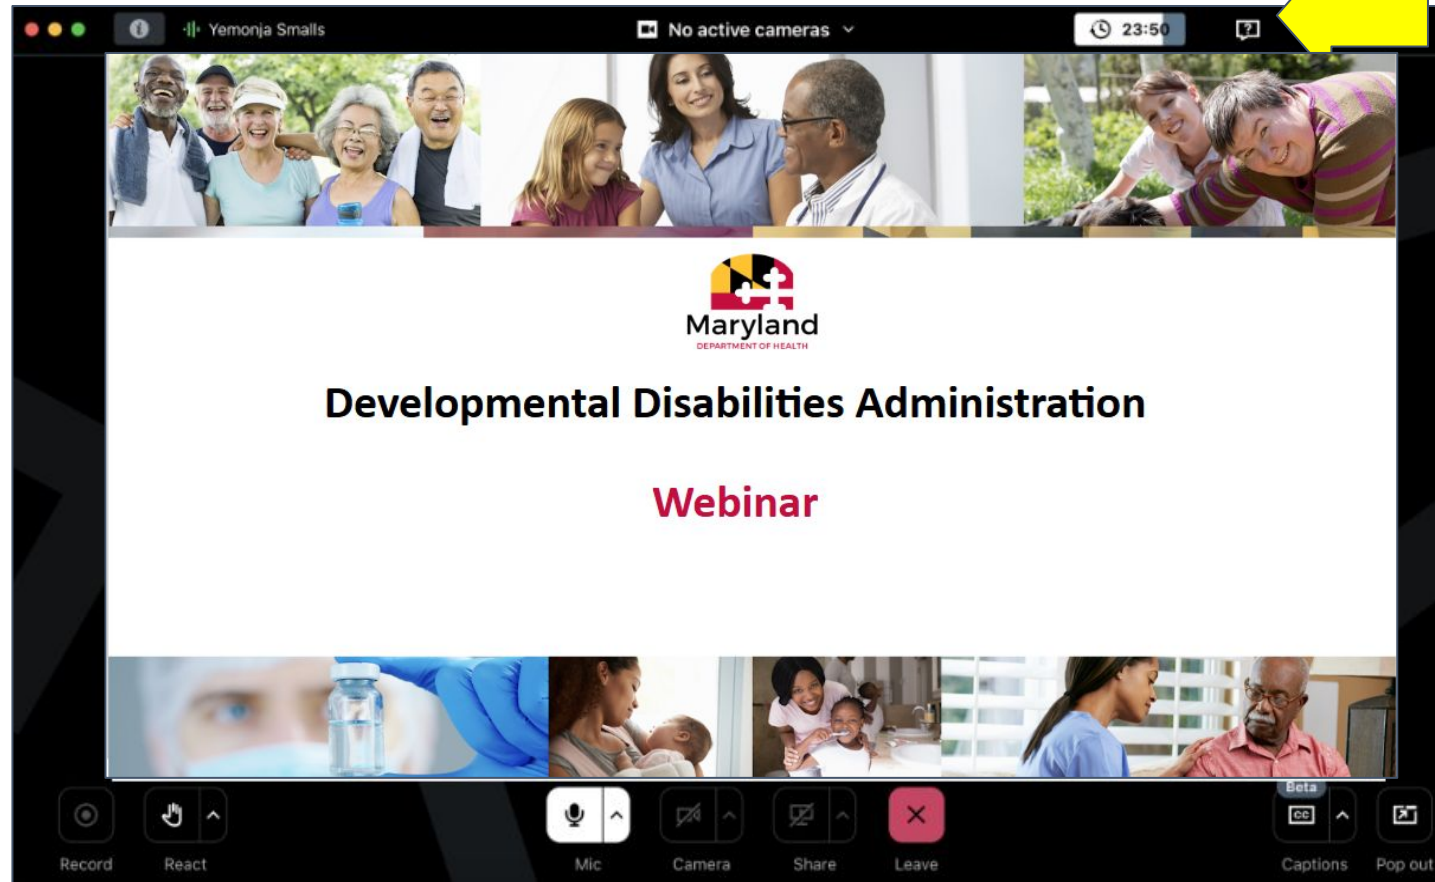 Yemonja Smalls
No active cameras
23:50
Maryland
DEPARTMENT OF HEALTH
Developmental Disabilities Administration
Webinar
Beta
CC
Record
React
Mic
Camera
Share
Leave
Captions
Pop out